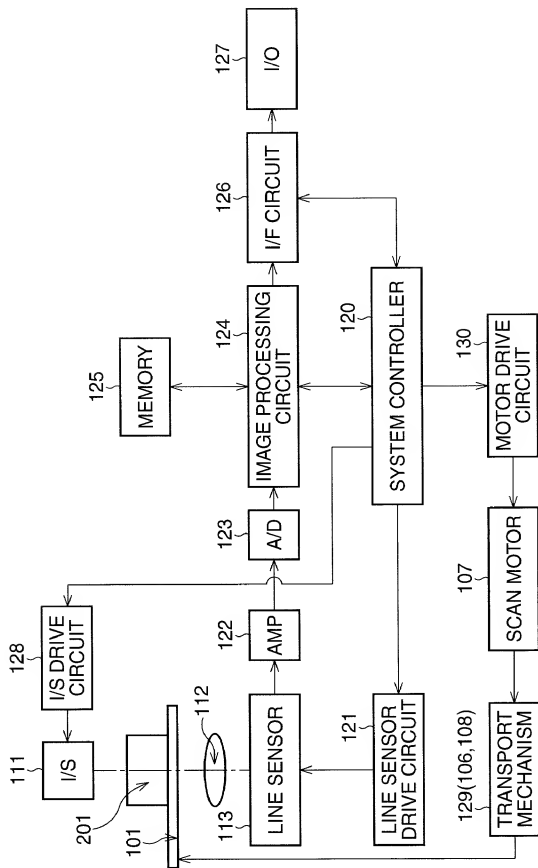 127
I/O
126
I/F CIRCUIT
125
MEMORY
124
IMAGE PROCESSING
CIRCUIT
120
SYSTEM CONTROLLER
130
MOTOR DRIVE
CIRCUIT
123
A/D
128
I/S DRIVE
CIRCUIT
122
AMP
107
SCAN MOTOR
111
I/S
201
101
112
113
LINE SENSOR
121
LINE SENSOR
DRIVE CIRCUIT
129(106,108)
TRANSPORT
MECHANISM